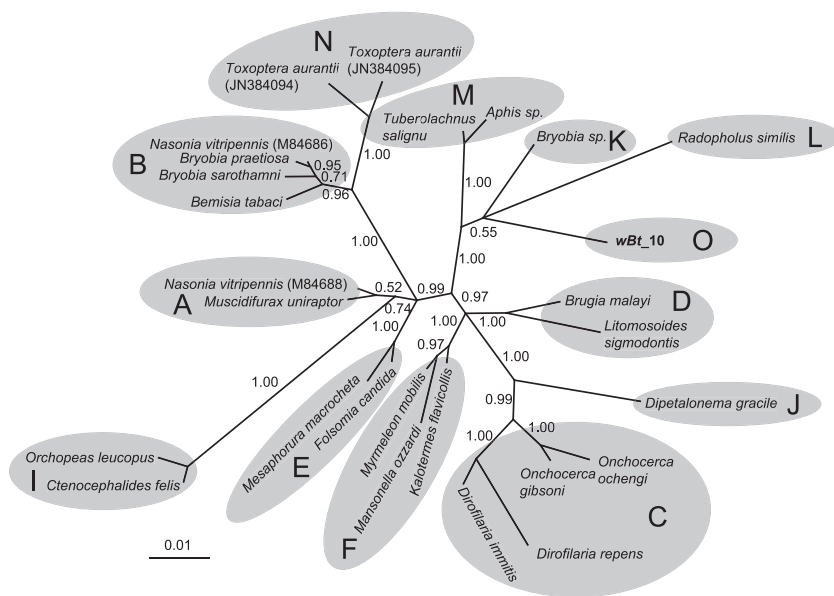 N
Toxoptera aurantii
(JN384095)
Toxoptera aurantii
(JN384094)
1.00
M
Tuberolachnus
salignu
Aphis sp.
1.00
Bryobia sp.
K
Radopholus similis
L
0.55
wBt_10
O
1.00
B
Nasonia vitripennis (M84686)
Bryobia praetiosa
Bryobia sarothamni
Bemisia tabaci
0.95
0.71
0.96
1.00
Nasonia vitripennis (M84688)
Muscidifurax uniraptor
A
0.52
0.74
0.99
0.97
1.00
1.00
1.00
Brugia malayi
Litomosoides
sigmodontis
D
0.97
1.00
1.00
Mesaphorura macrocheta
Folsomia candida
E
Myrmeleon mobilis
Mansonella ozzardi
Kalotermes flavicollis
F
0.99
Dipetalonema gracile
J
1.00
1.00
Onchocerca
gibsoni
Onchocerca
ochengi
C
Dirofilaria immitis
Dirofilaria repens
Orchopeas leucopus
Ctenocephalides felis
I
0.01